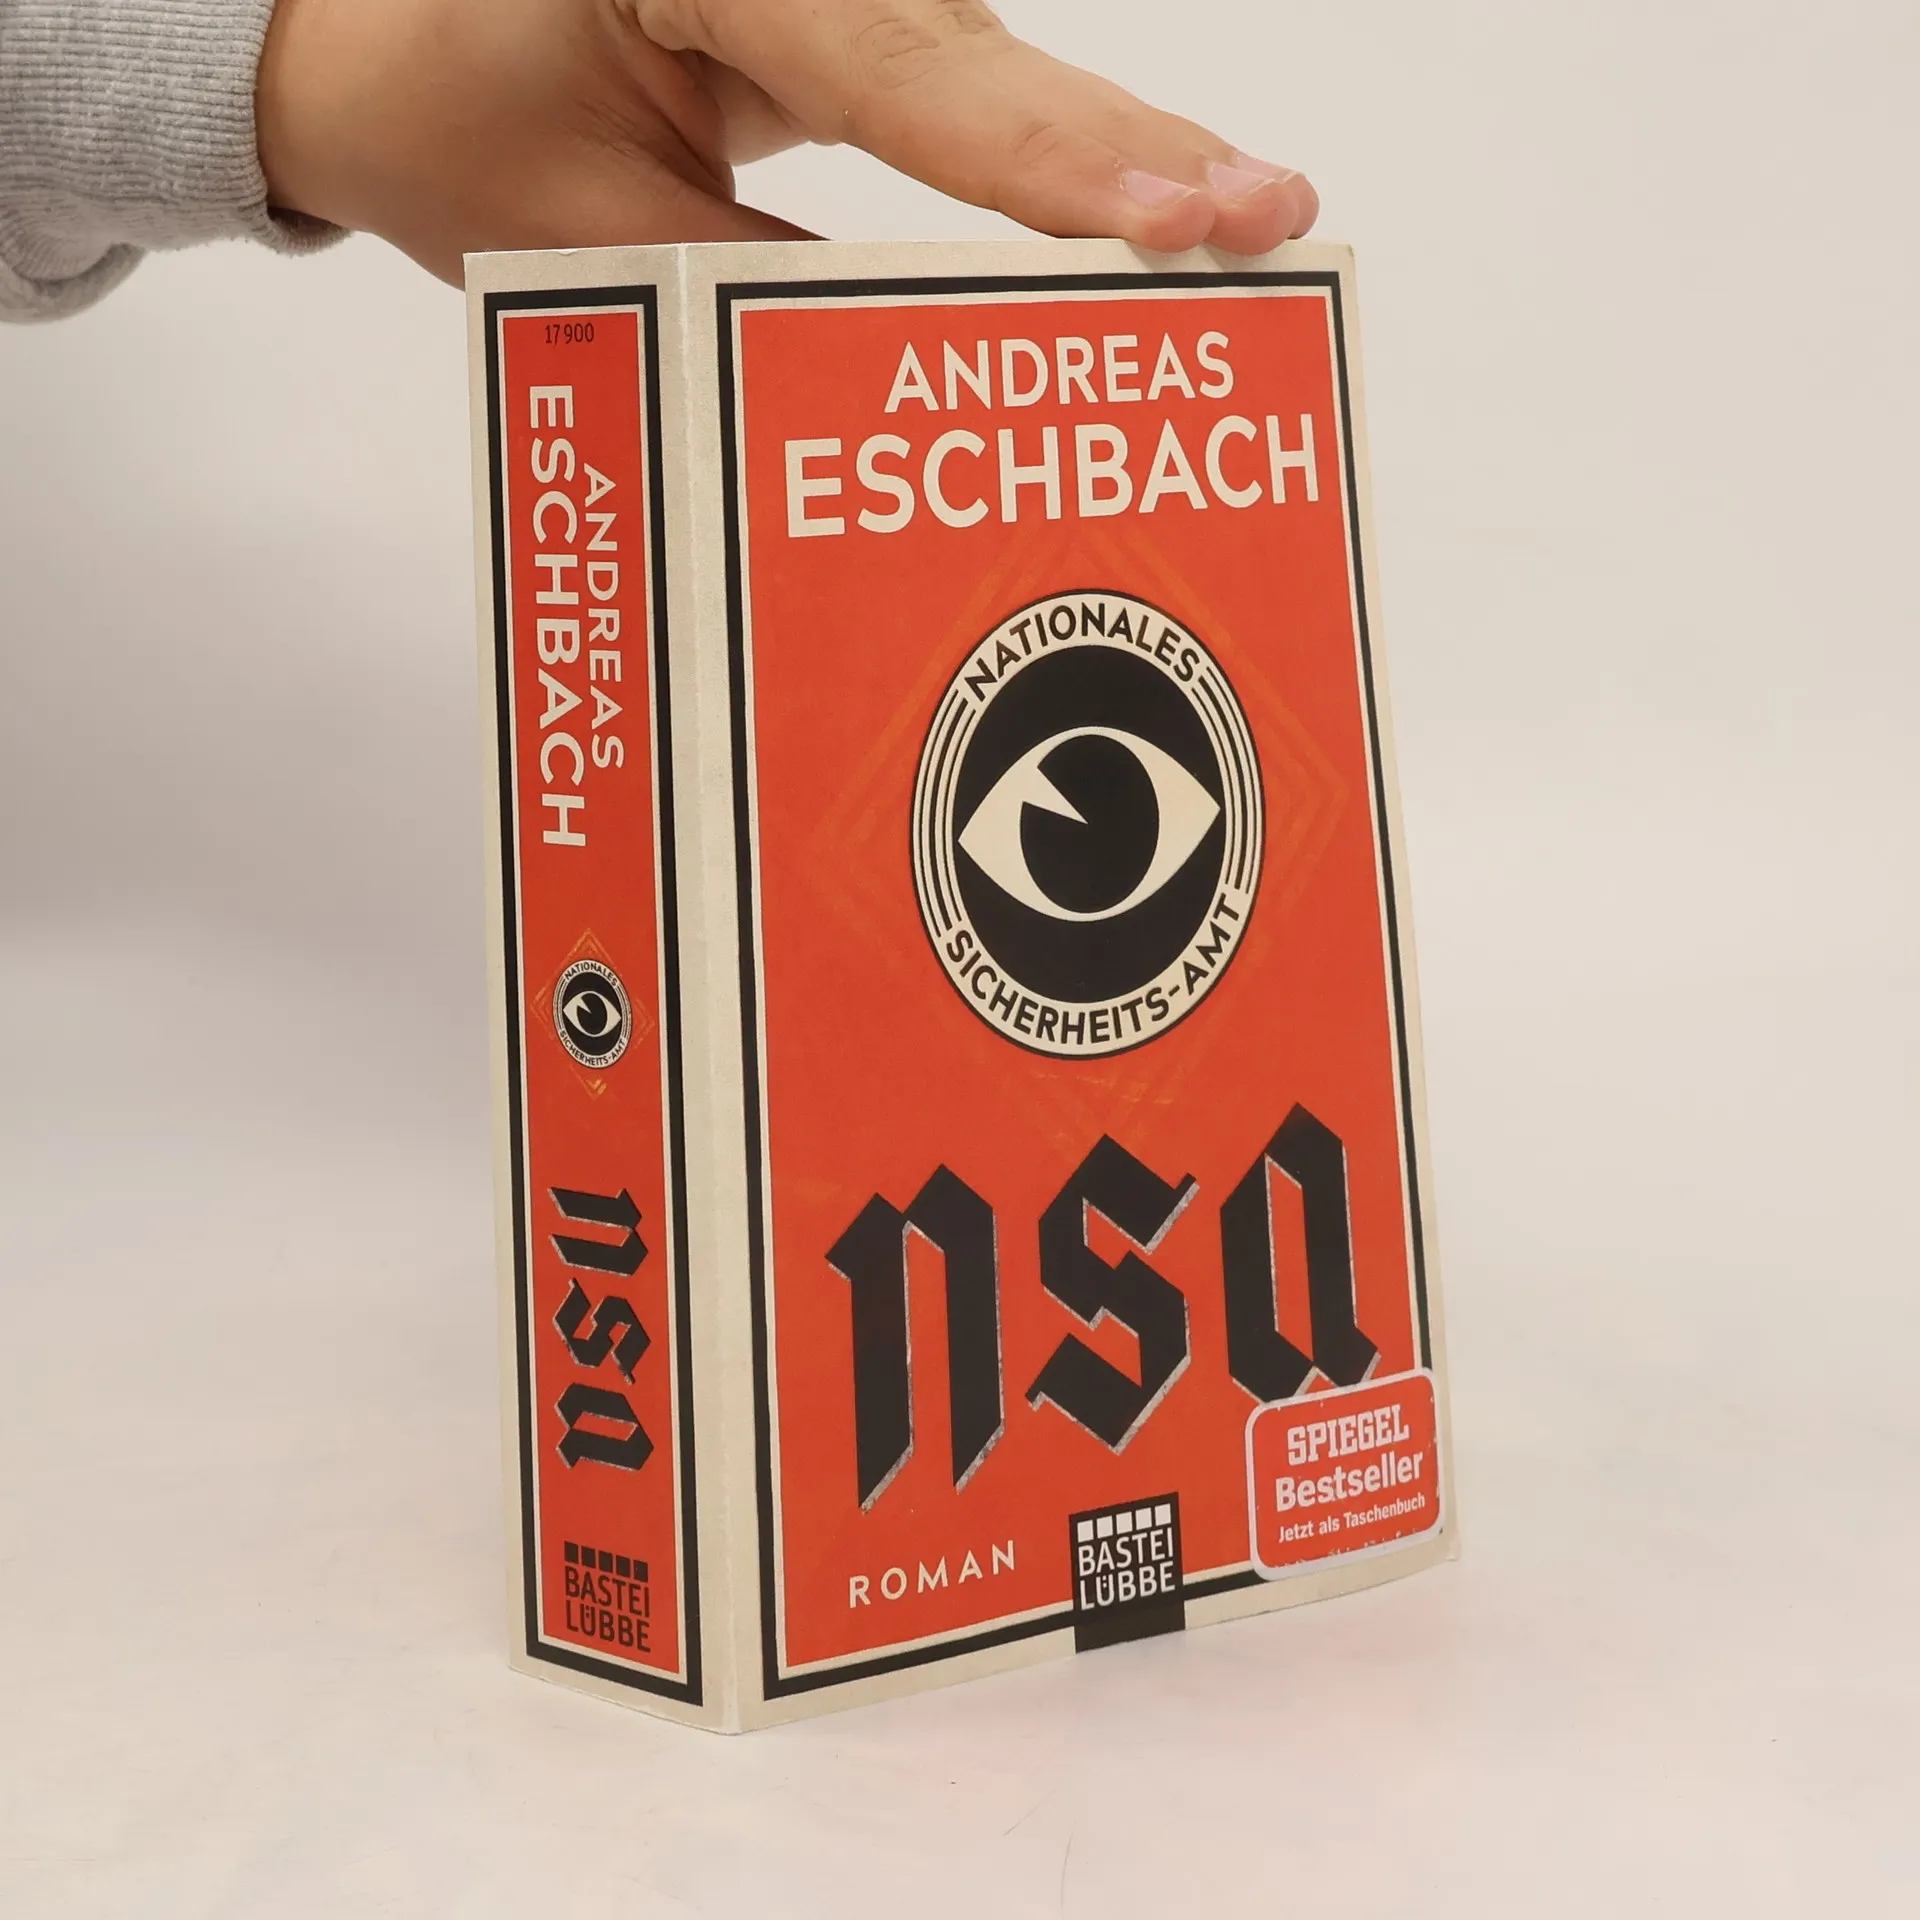 17900
ANDREAS
ESCHBACH
NATIONALES
SICHERHEITS-AMT
nsa
BASTEI
LÜBBE
ANDREAS
ESCHBACH
NATIONALES
SICHERHEITS-AMT
nsa
SPIEGEL
Bestseller
Jetzt als Taschenbuch
ROMAN
BASTEI
LÜBBE